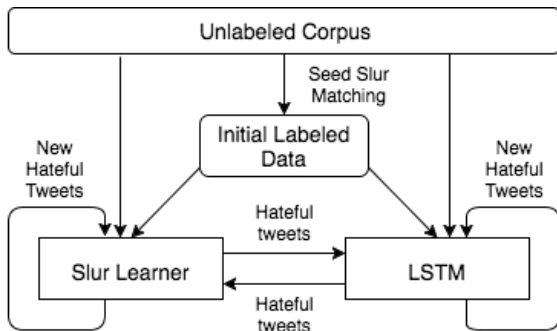 Unlabeled Corpus
Seed Slur
Matching
Initial Labeled
Data
New
Hateful
Tweets
New
Hateful
Tweets
Hateful
tweets
Slur Learner
LSTM
Hateful
tweets